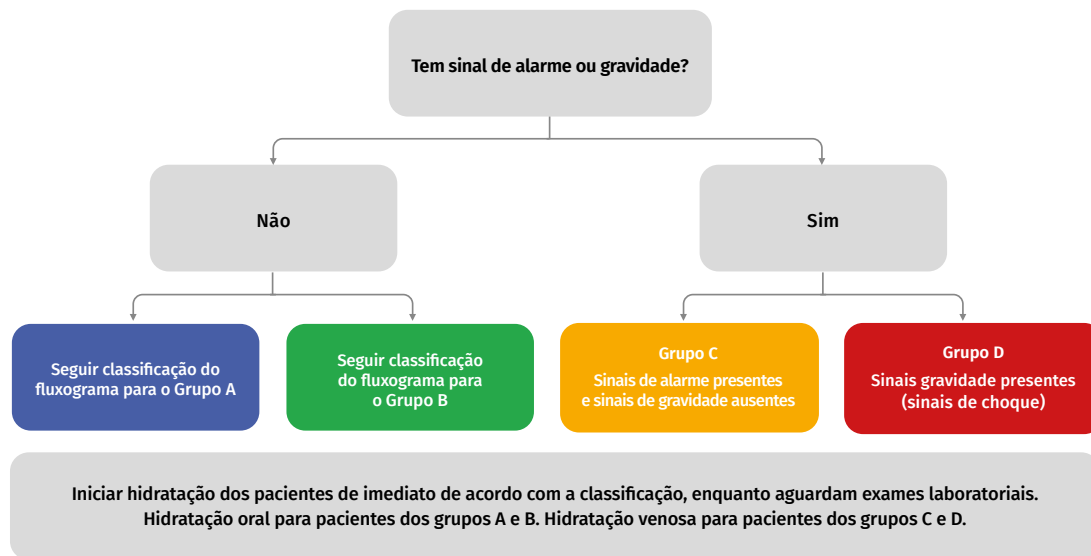 Tem sinal de alarme ou gravidade?
Não
Sim
Seguir classificação do
fluxograma para o Grupo A
Seguir classificação
do fluxograma para
o Grupo B
Grupo C
Sinais de alarme presentes
e sinais de gravidade ausentes
Grupo D
Sinais gravidade presentes
(sinais de choque)
Iniciar hidratação dos pacientes de imediato de acordo com a classificação, enquanto aguardam exames laboratoriais.
Hidratação oral para pacientes dos grupos A e B. Hidratação venosa para pacientes dos grupos C e D.